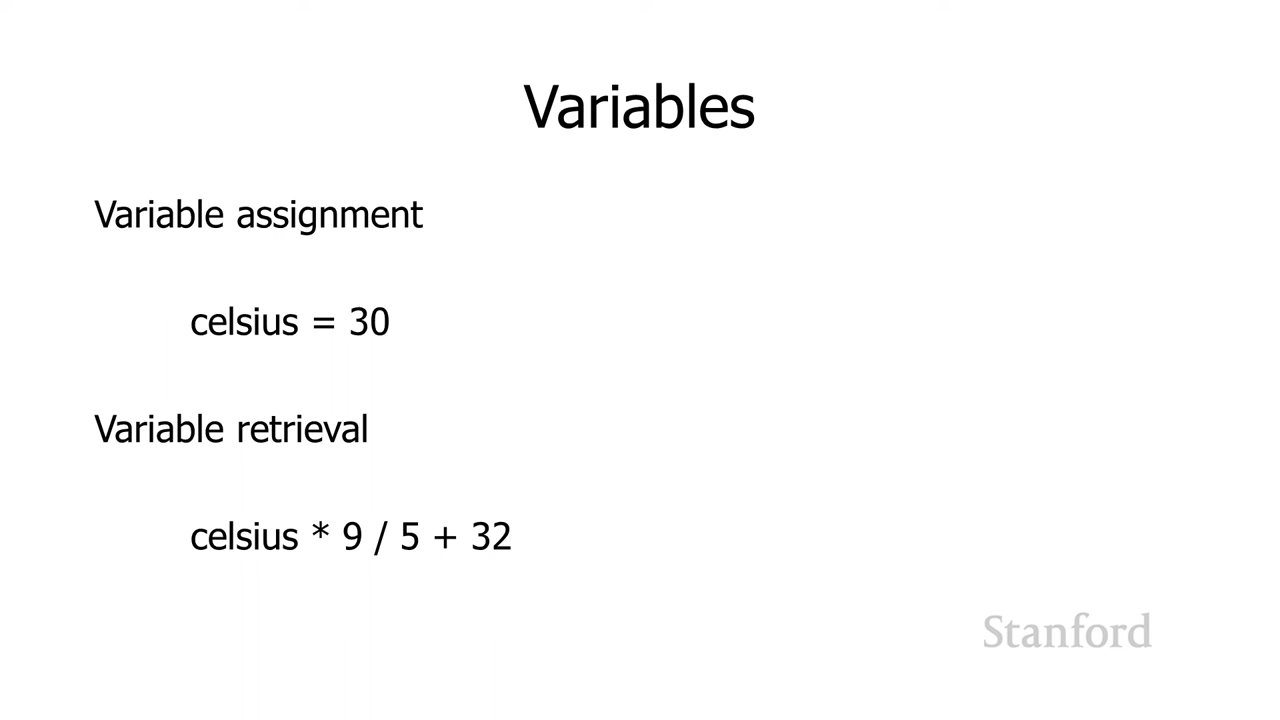 Variables
Variable assignment
celsius = 30
Variable retrieval
celsius * 9 / 5 + 32
Stanford